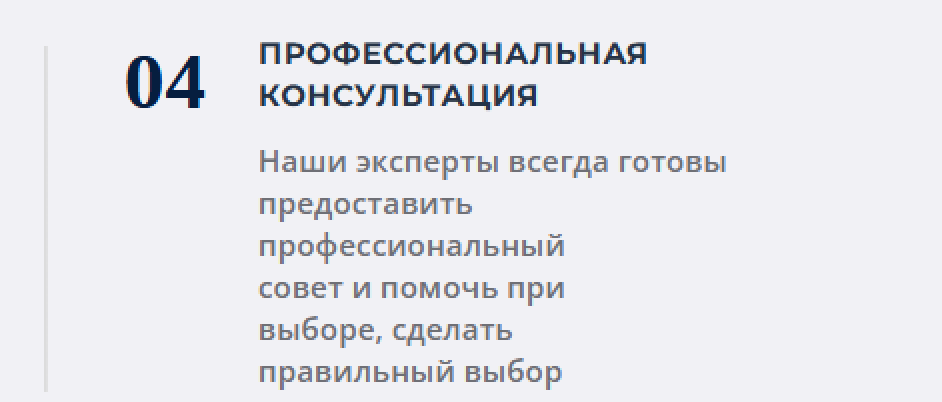 04
ПРОФЕССИОНАЛЬНАЯ
КОНСУЛЬТАЦИЯ
Наши эксперты всегда готовы
предоставить
профессиональный
совет и помочь при
выборе, сделать
правильный выбор